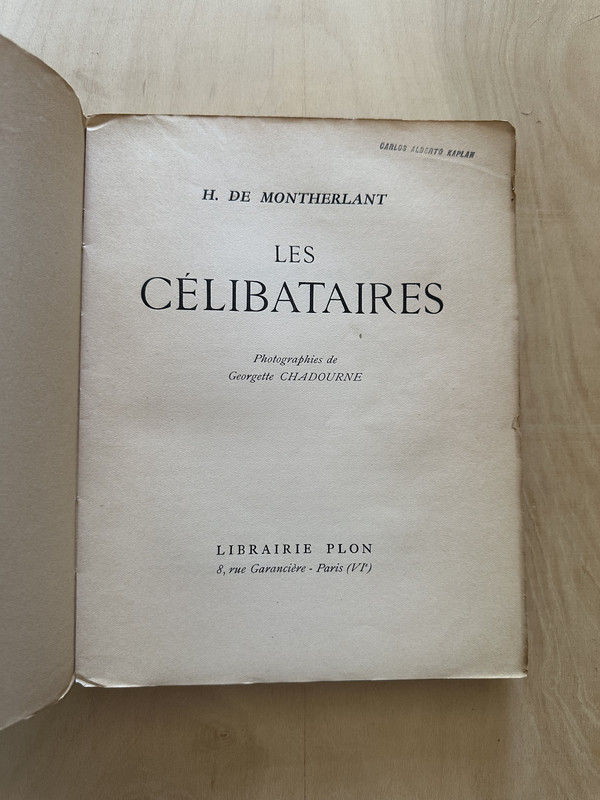 CARLOS ALBERTO KAPLAN
H. DE MONTHERLANT
LES
CÉLIBATAIRES
Photographies de
Georgette CHADOURNE
LIBRAIRIE PLON
8, rue Garancière - Paris (VIᵉ)